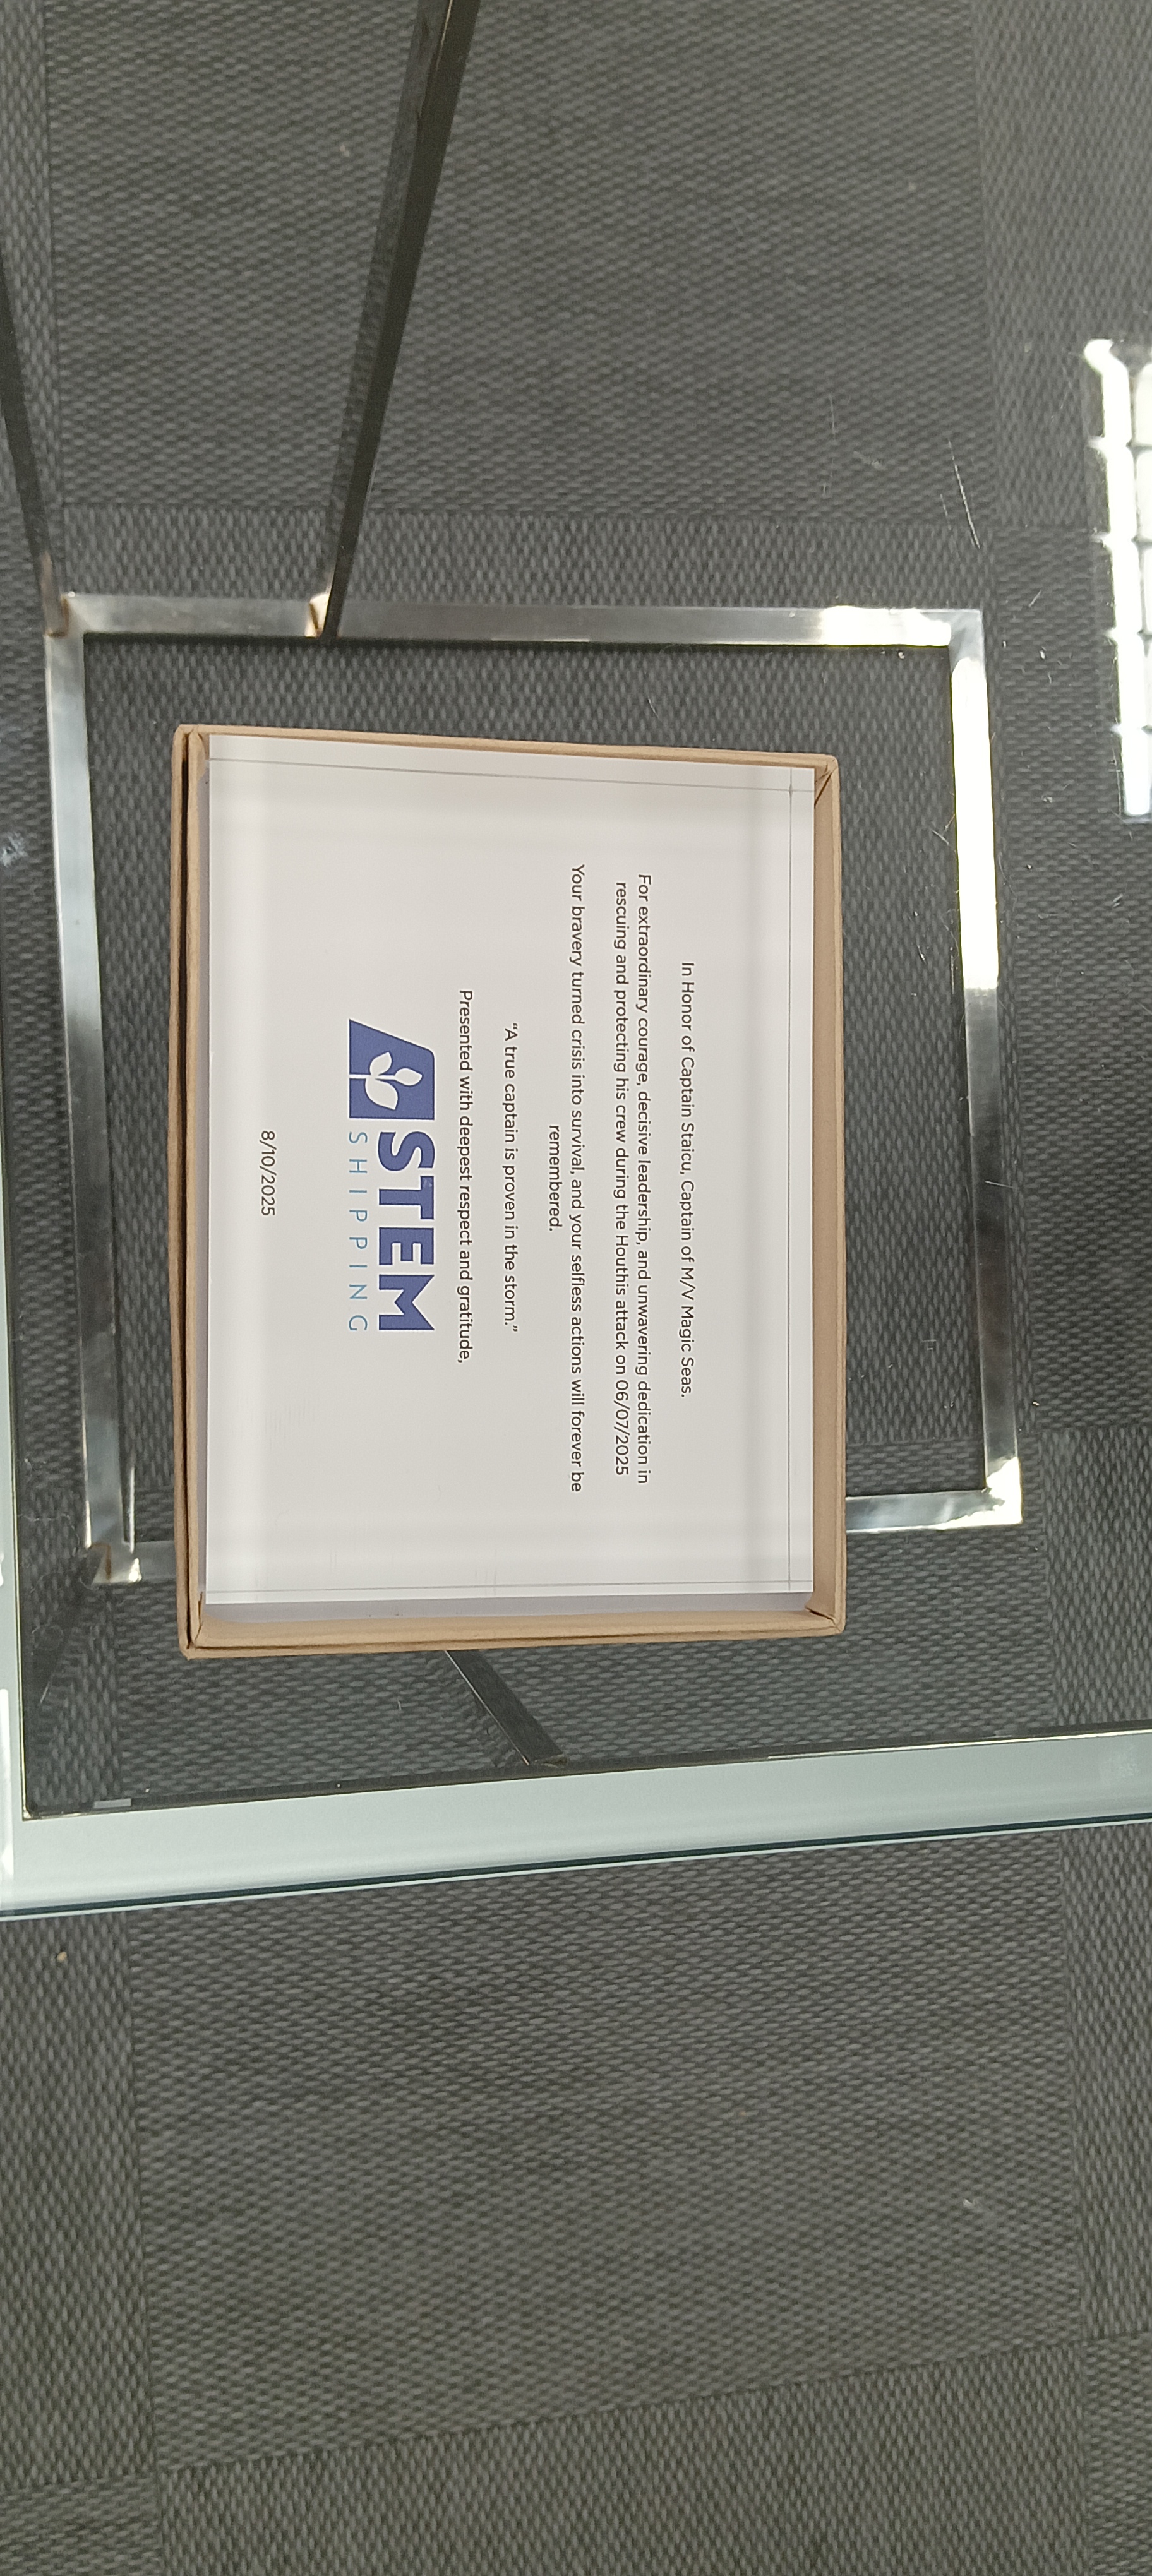 In Honor of Captain Staicu, Captain of M/V Magic Seas.
For extraordinary courage, decisive leadership, and unwavering dedication in
rescuing and protecting his crew during the Houthis attack on 06/07/2025
Your bravery turned crisis into survival, and your selfless actions will forever be
remembered.
“A true captain is proven in the storm.”
Presented with deepest respect and gratitude,
STEM
SHIPPING
8/10/2025